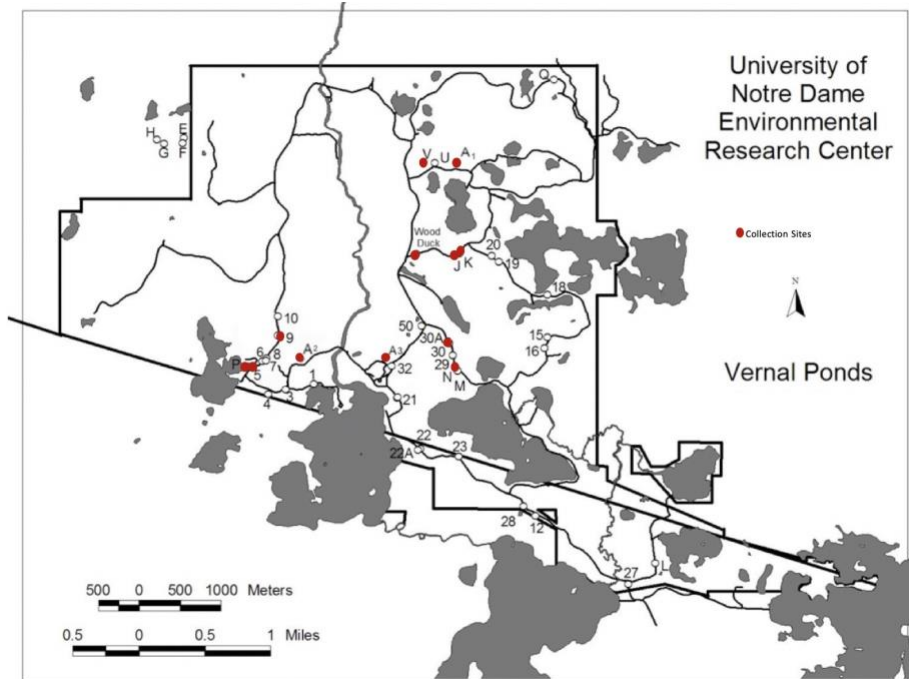 University of
Notre Dame
Environmental
Research Center
Collection Sites
N
Vernal Ponds
Q
H
E
G
F
V
U
A1
Wood
Duck
J
K
20
19
18
10
9
50
30A
15
16
30
29
N
M
A2
A3
32
P
6
8
7
5
1
4
3
21
22
22A
23
28
12
27
L
500 0 500 1000 Meters
0.5 0 0.5 1 Miles